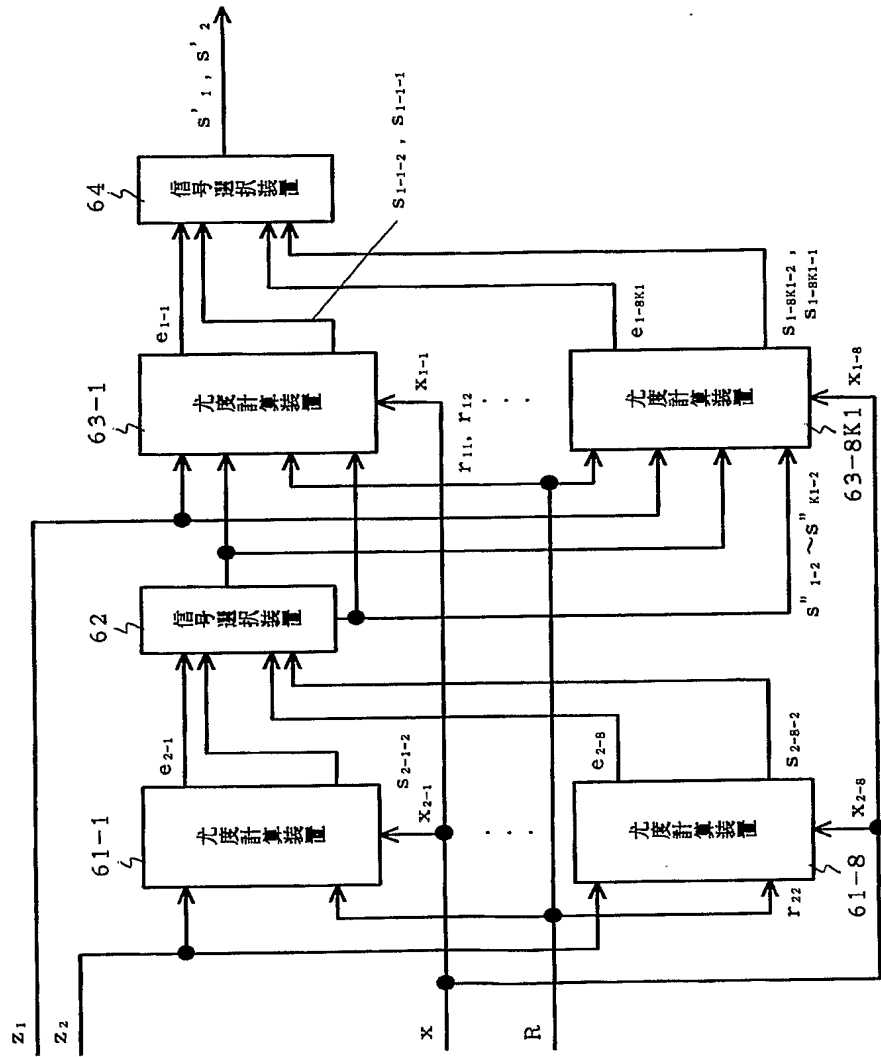 z₁
z₂
x
R
61-1
尤度計算装置
e₂₋₁
s₂₋₁₋₂
x₂₋₁
. . .
61-8
尤度計算装置
r₂₂
e₂₋₈
s₂₋₈₋₂
x₂₋₈
62
信号選択装置
63-1
尤度計算装置
e₁₋₁
x₁₋₁
r₁₁, r₁₂
. . .
s"₁₋₂~s"K1-2
63-8K1
尤度計算装置
e₁₋₈K1
s₁₋₈K1-2 ,
s₁₋₈K1-1
x₁₋₈
s₁₋₁₋₂ , s₁₋₁₋₁
64
信号選択装置
s'₁ , s'₂